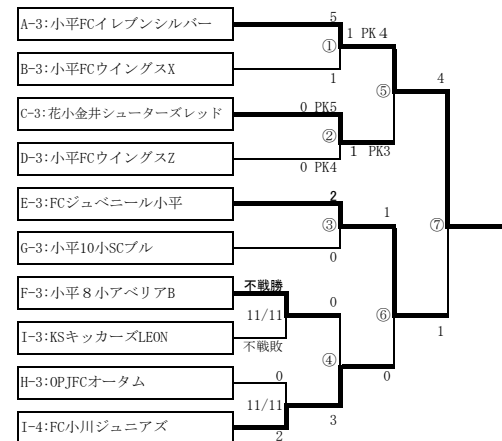 A-3:小平FCイレブンシルバー
5
① 1 PK４
B-3:小平FCウイングスX
1
⑤ 4
C-3:花小金井シューターズレッド
0 PK5
② 1 PK3
D-3:小平FCウイングスZ
0 PK4
E-3:FCジュベニール小平
2
③ 1
⑦
G-3:小平10小SCブル
0
F-3:小平８小アベリアB
不戦勝
11/11
0
⑥
1
I-3:KSキッカーズLEON
不戦敗
④
0
H-3:OPJFCオータム
0
11/11
3
I-4:FC小川ジュニアズ
2